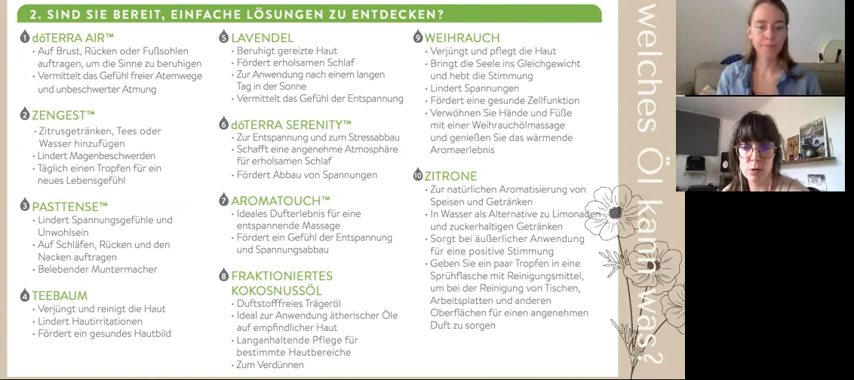 2. SIND SIE BEREIT, EINFACHE LÖSUNGEN ZU ENTDECKEN?
1 dōTERRA AIR™
• Auf Brust, Rücken oder Fußsohlen
auftragen, um die Sinne zu beruhigen
• Vermittelt das Gefühl freier Atemwege
und unbeschwerter Atmung
2 ZENGEST™
• Zitrusgetränken, Tees oder
Wasser hinzufügen
• Lindert Magenbeschwerden
• Täglich einen Tropfen für ein
neues Lebensgefühl
3 PASTTENSE™
• Lindert Spannungsgefühle und
Unwohlsein
• Auf Schläfen, Rücken und den
Nacken auftragen
• Belebender Muntermacher
4 TEEBAUM
• Verjüngt und reinigt die Haut
• Lindert Hautirritationen
• Fördert ein gesundes Hautbild
5 LAVENDEL
• Beruhigt gereizte Haut
• Fördert erholsamen Schlaf
• Zur Anwendung nach einem langen
Tag in der Sonne
• Vermittelt das Gefühl der Entspannung
6 dōTERRA SERENITY™
• Zur Entspannung und zum Stressabbau
• Schafft eine angenehme Atmosphäre
für erholsamen Schlaf
• Fördert Abbau von Spannungen
7 AROMATOUCH™
• Ideales Dufterlebnis für eine
entspannende Massage
• Fördert ein Gefühl der Entspannung
und Spannungsabbau
8 FRAKTIONIERTES
KOKOSNUSSÖL
• Duftstofffreies Trägeröl
• Ideal zur Anwendung ätherischer Öle
auf empfindlicher Haut
• Langanhaltende Pflege für
bestimmte Hautbereiche
• Zum Verdünnen
9 WEIHRAUCH
• Verjüngt und pflegt die Haut
• Bringt die Seele ins Gleichgewicht
und hebt die Stimmung
• Lindert Spannungen
• Fördert eine gesunde Zellfunktion
• Verwöhnen Sie Hände und Füße
mit einer Weihrauchölmassage
und genießen Sie das wärmende
Aromaerlebnis
10 ZITRONE
• Zur natürlichen Aromatisierung von
Speisen und Getränken
• In Wasser als Alternative zu Limonaden
und zuckerhaltigen Getränken
• Sorgt bei äußerlicher Anwendung
für eine positive Stimmung
• Geben Sie ein paar Tropfen in eine
Sprühflasche mit Reinigungsmittel,
um bei der Reinigung von Tischen,
Arbeitsplatten und anderen
Oberflächen für einen angenehmen
Duft zu sorgen
welches Öl kann was?